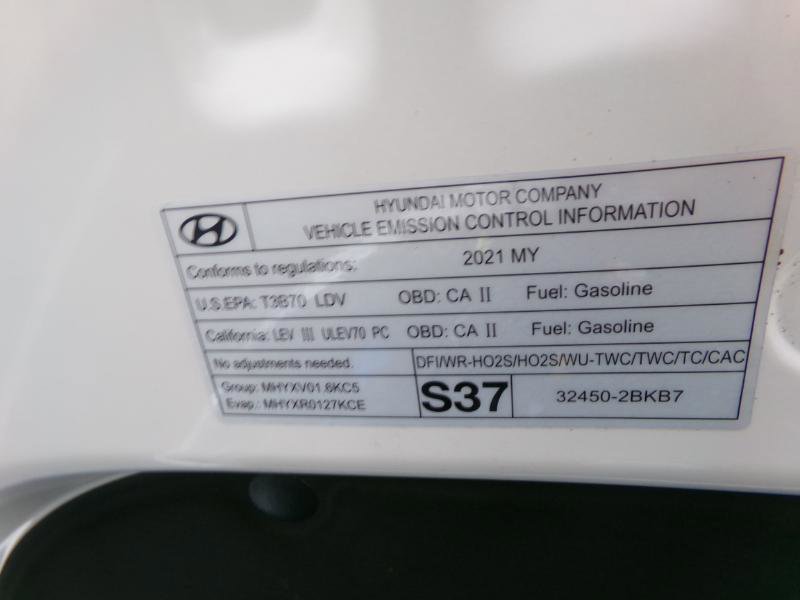 HYUNDAI MOTOR COMPANY
VEHICLE EMISSION CONTROL INFORMATION
Conforms to regulations: 2021 MY
U.S.EPA: T3B70 LDV OBD: CA II Fuel: Gasoline
California: LEV III ULEV70 PC OBD: CA II Fuel: Gasoline
No adjustments needed. DFI/WR-HO2S/HO2S/WU-TWC/TWC/TC/CAC
Group: MHYXV01.6KC5
Evap.: MHYXR0127KCE
S37 32450-2BKB7